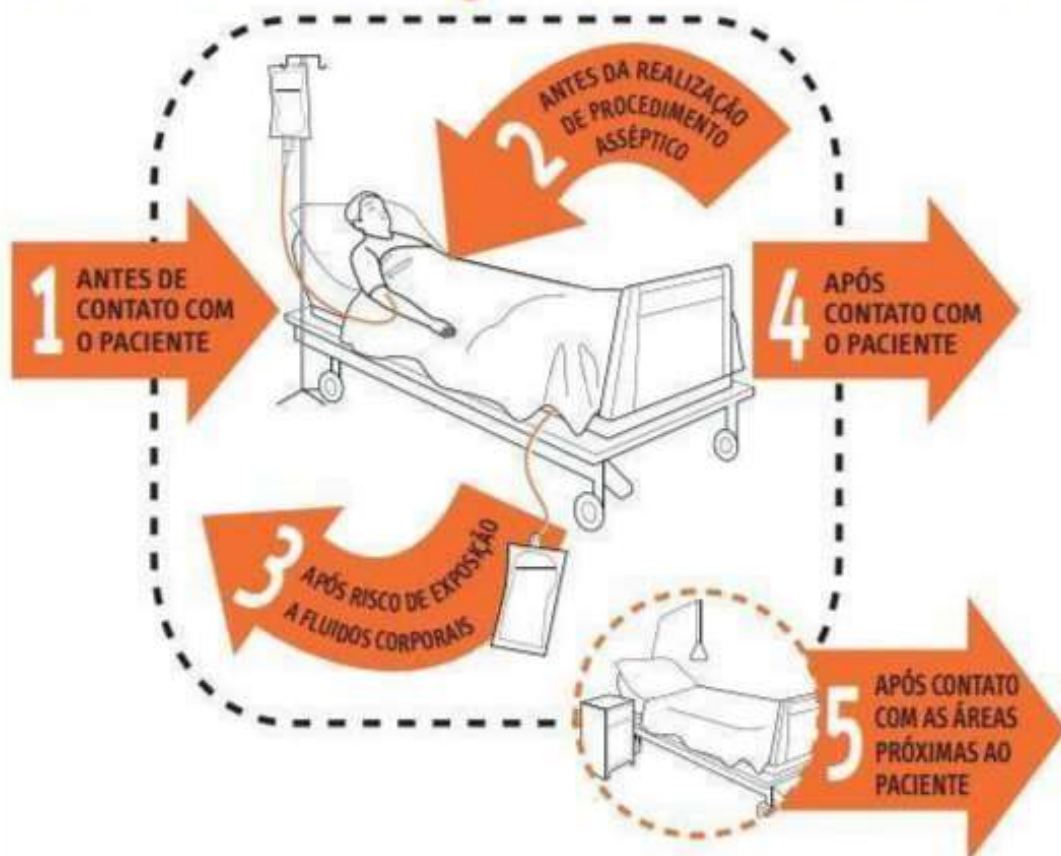 1 ANTES DE
CONTATO COM
O PACIENTE
2 ANTES DA REALIZAÇÃO
DE PROCEDIMENTO
ASSÉPTICO
3 APÓS RISCO DE EXPOSIÇÃO
A FLUIDOS CORPORAIS
4 APÓS
CONTATO COM
O PACIENTE
5 APÓS CONTATO
COM AS ÁREAS
PRÓXIMAS AO
PACIENTE